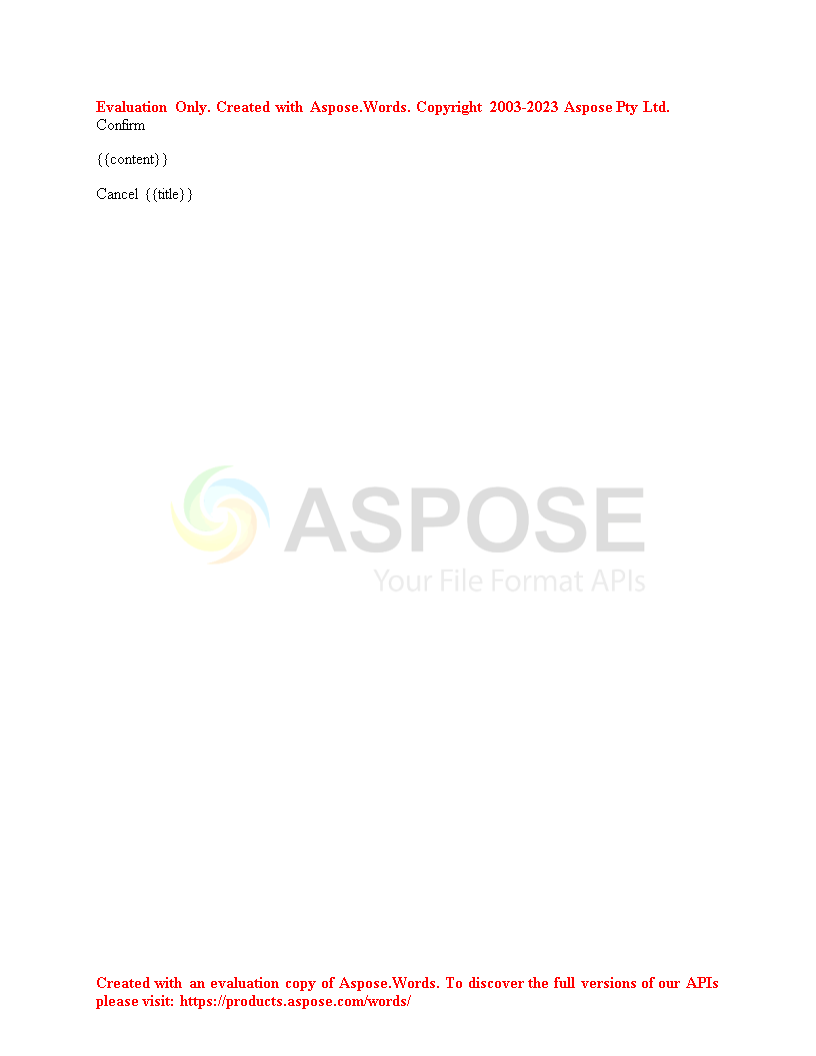 Evaluation Only. Created with Aspose.Words. Copyright 2003-2023 Aspose Pty Ltd.
Confirm
{{content}}
Cancel {{title}}
ASPOSE
Your File Format APIs
Created with an evaluation copy of Aspose.Words. To discover the full versions of our APIs
please visit: https://products.aspose.com/words/